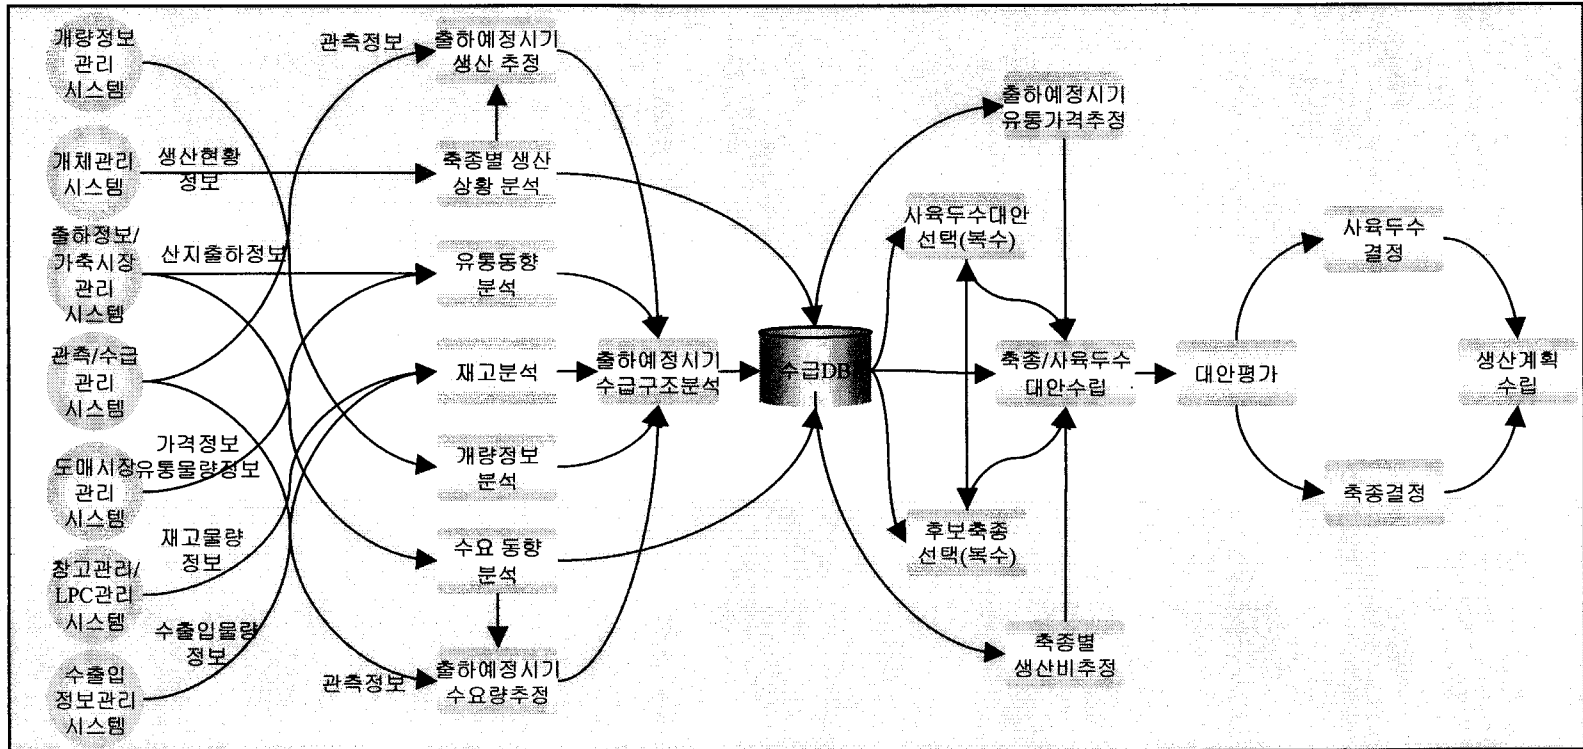 개량정보
관리
시스템
개체관리
시스템
출하정보/
가축시장
관리
시스템
관측/수급
관리
시스템
도매시장
관리
시스템
창고관리/
LPC관리
시스템
수출입
정보관리
시스템
관측정보
생산현황
정보
산지출하정보
가격정보
유통물량정보
재고물량
정보
수출입물량
정보
관측정보
출하예정시기
생산 추정
축종별 생산
상황 분석
유통동향
분석
재고분석
개량정보
분석
수요 동향
분석
출하예정시기
수요량추정
출하예정시기
수급구조분석
수급DB
출하예정시기
유통가격추정
사육두수대안
선택(복수)
축종/사육두수
대안수립
후보축종
선택(복수)
축종별
생산비추정
대안평가
사육두수
결정
축종결정
생산계획
수립